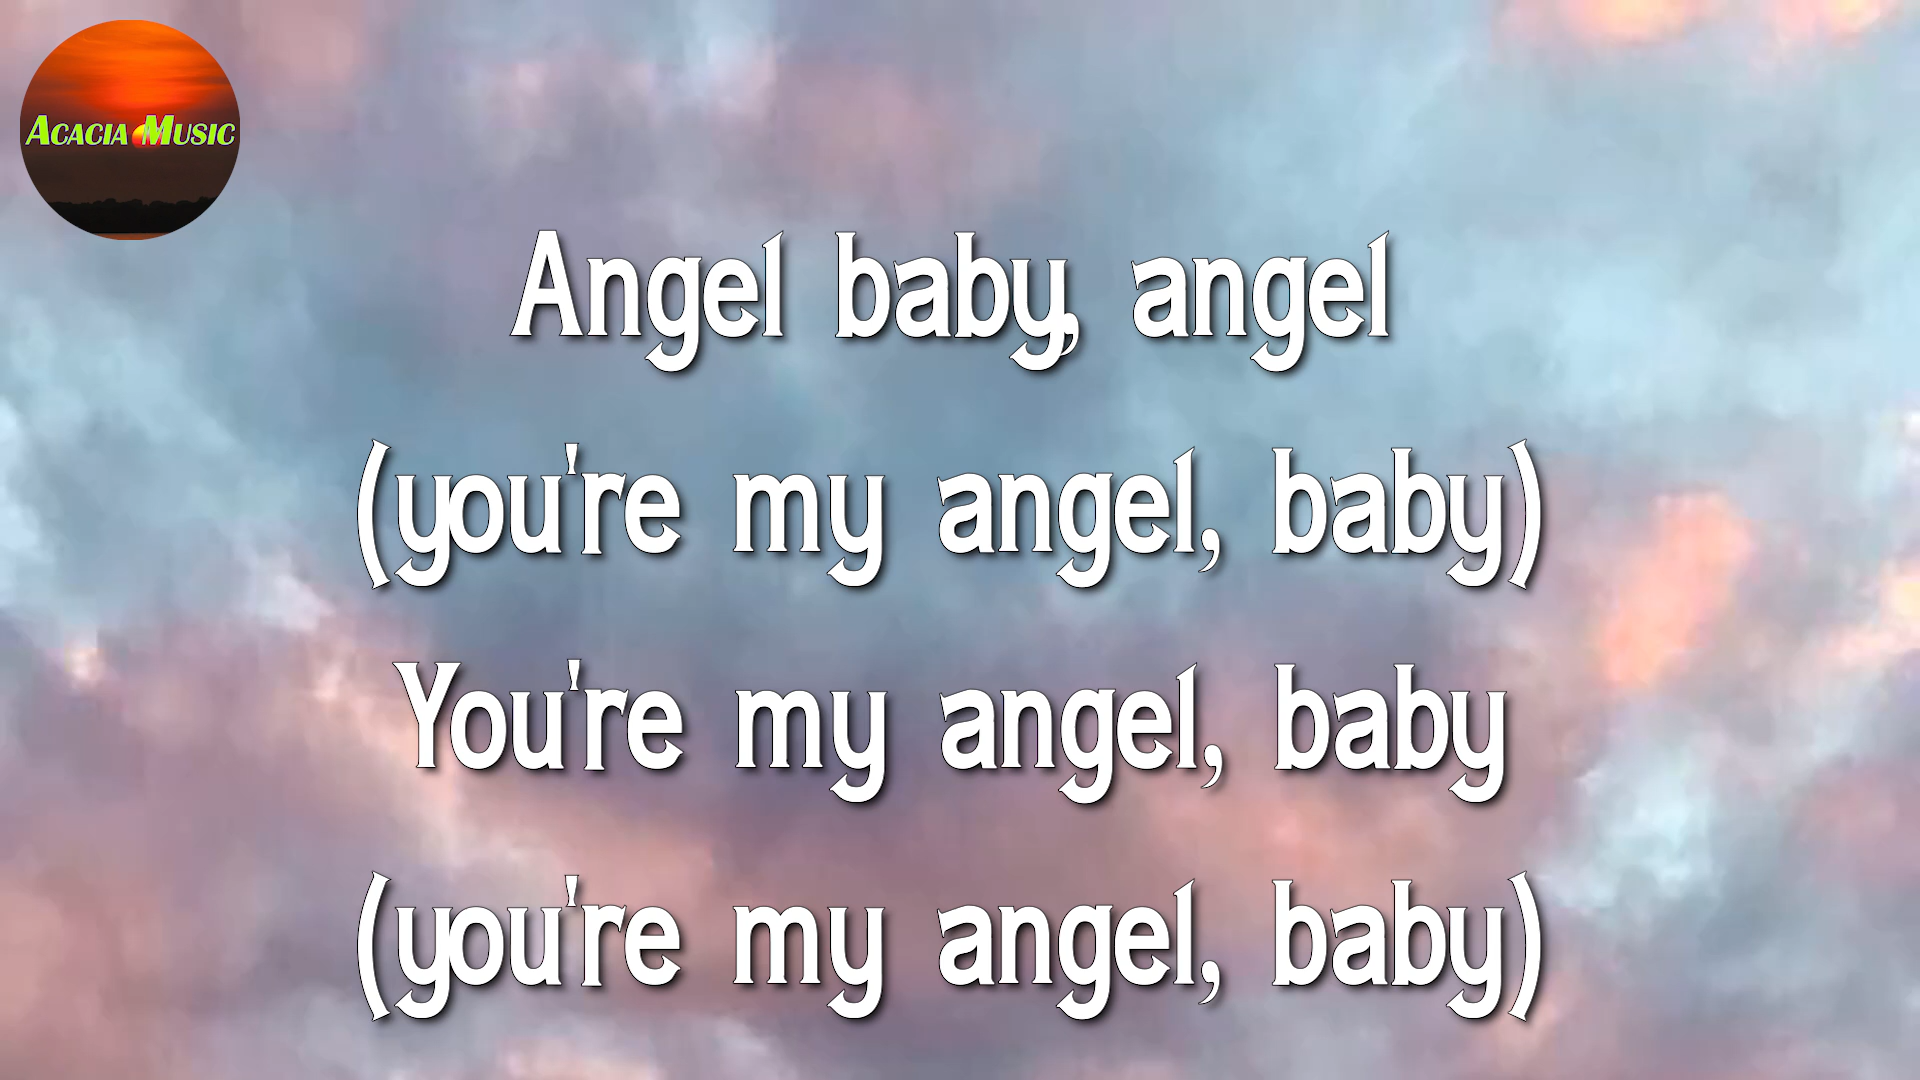 Acacia Music
Angel baby, angel
(you're my angel, baby)
You're my angel, baby
(you're my angel, baby)